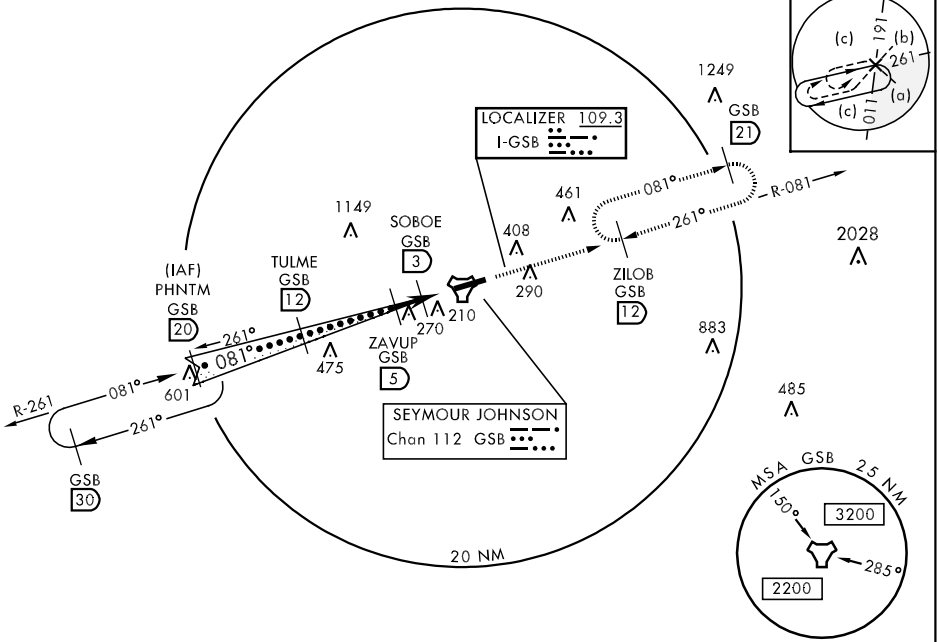 191
(c)
(b)
261
(a)
(c)
011
1249
GSB
21
LOCALIZER 109.3
I-GSB
081°
R-081
261°
461
1149
SOBOE
GSB
3
408
2028
(IAF)
PHNTM
GSB
20
TULME
GSB
12
290
ZILOB
GSB
12
210
270
261°
081°
475
ZAVUP
GSB
5
883
601
R-261
081°
261°
485
SEYMOUR JOHNSON
Chan 112 GSB
GSB
30
MSA GSB 25 NM
150°
3200
285°
2200
20 NM